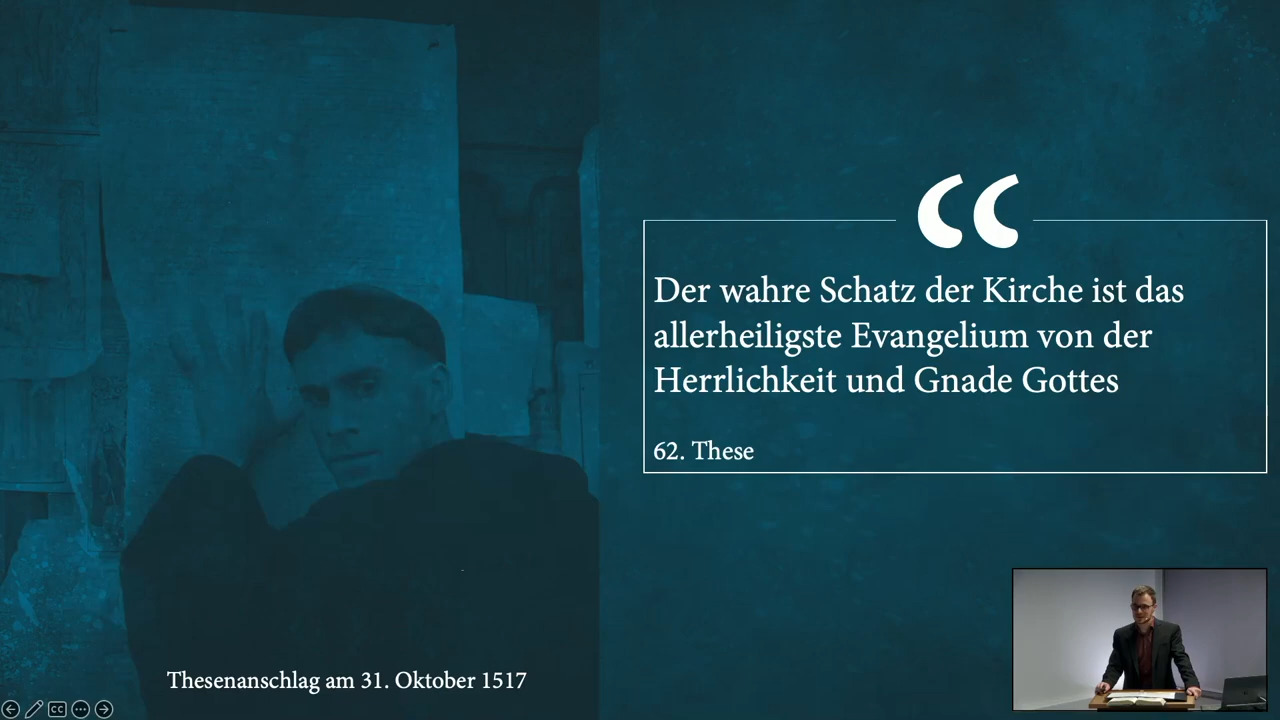 Der wahre Schatz der Kirche ist das
allerheiligste Evangelium von der
Herrlichkeit und Gnade Gottes
62. These
Thesenanschlag am 31. Oktober 1517
CC